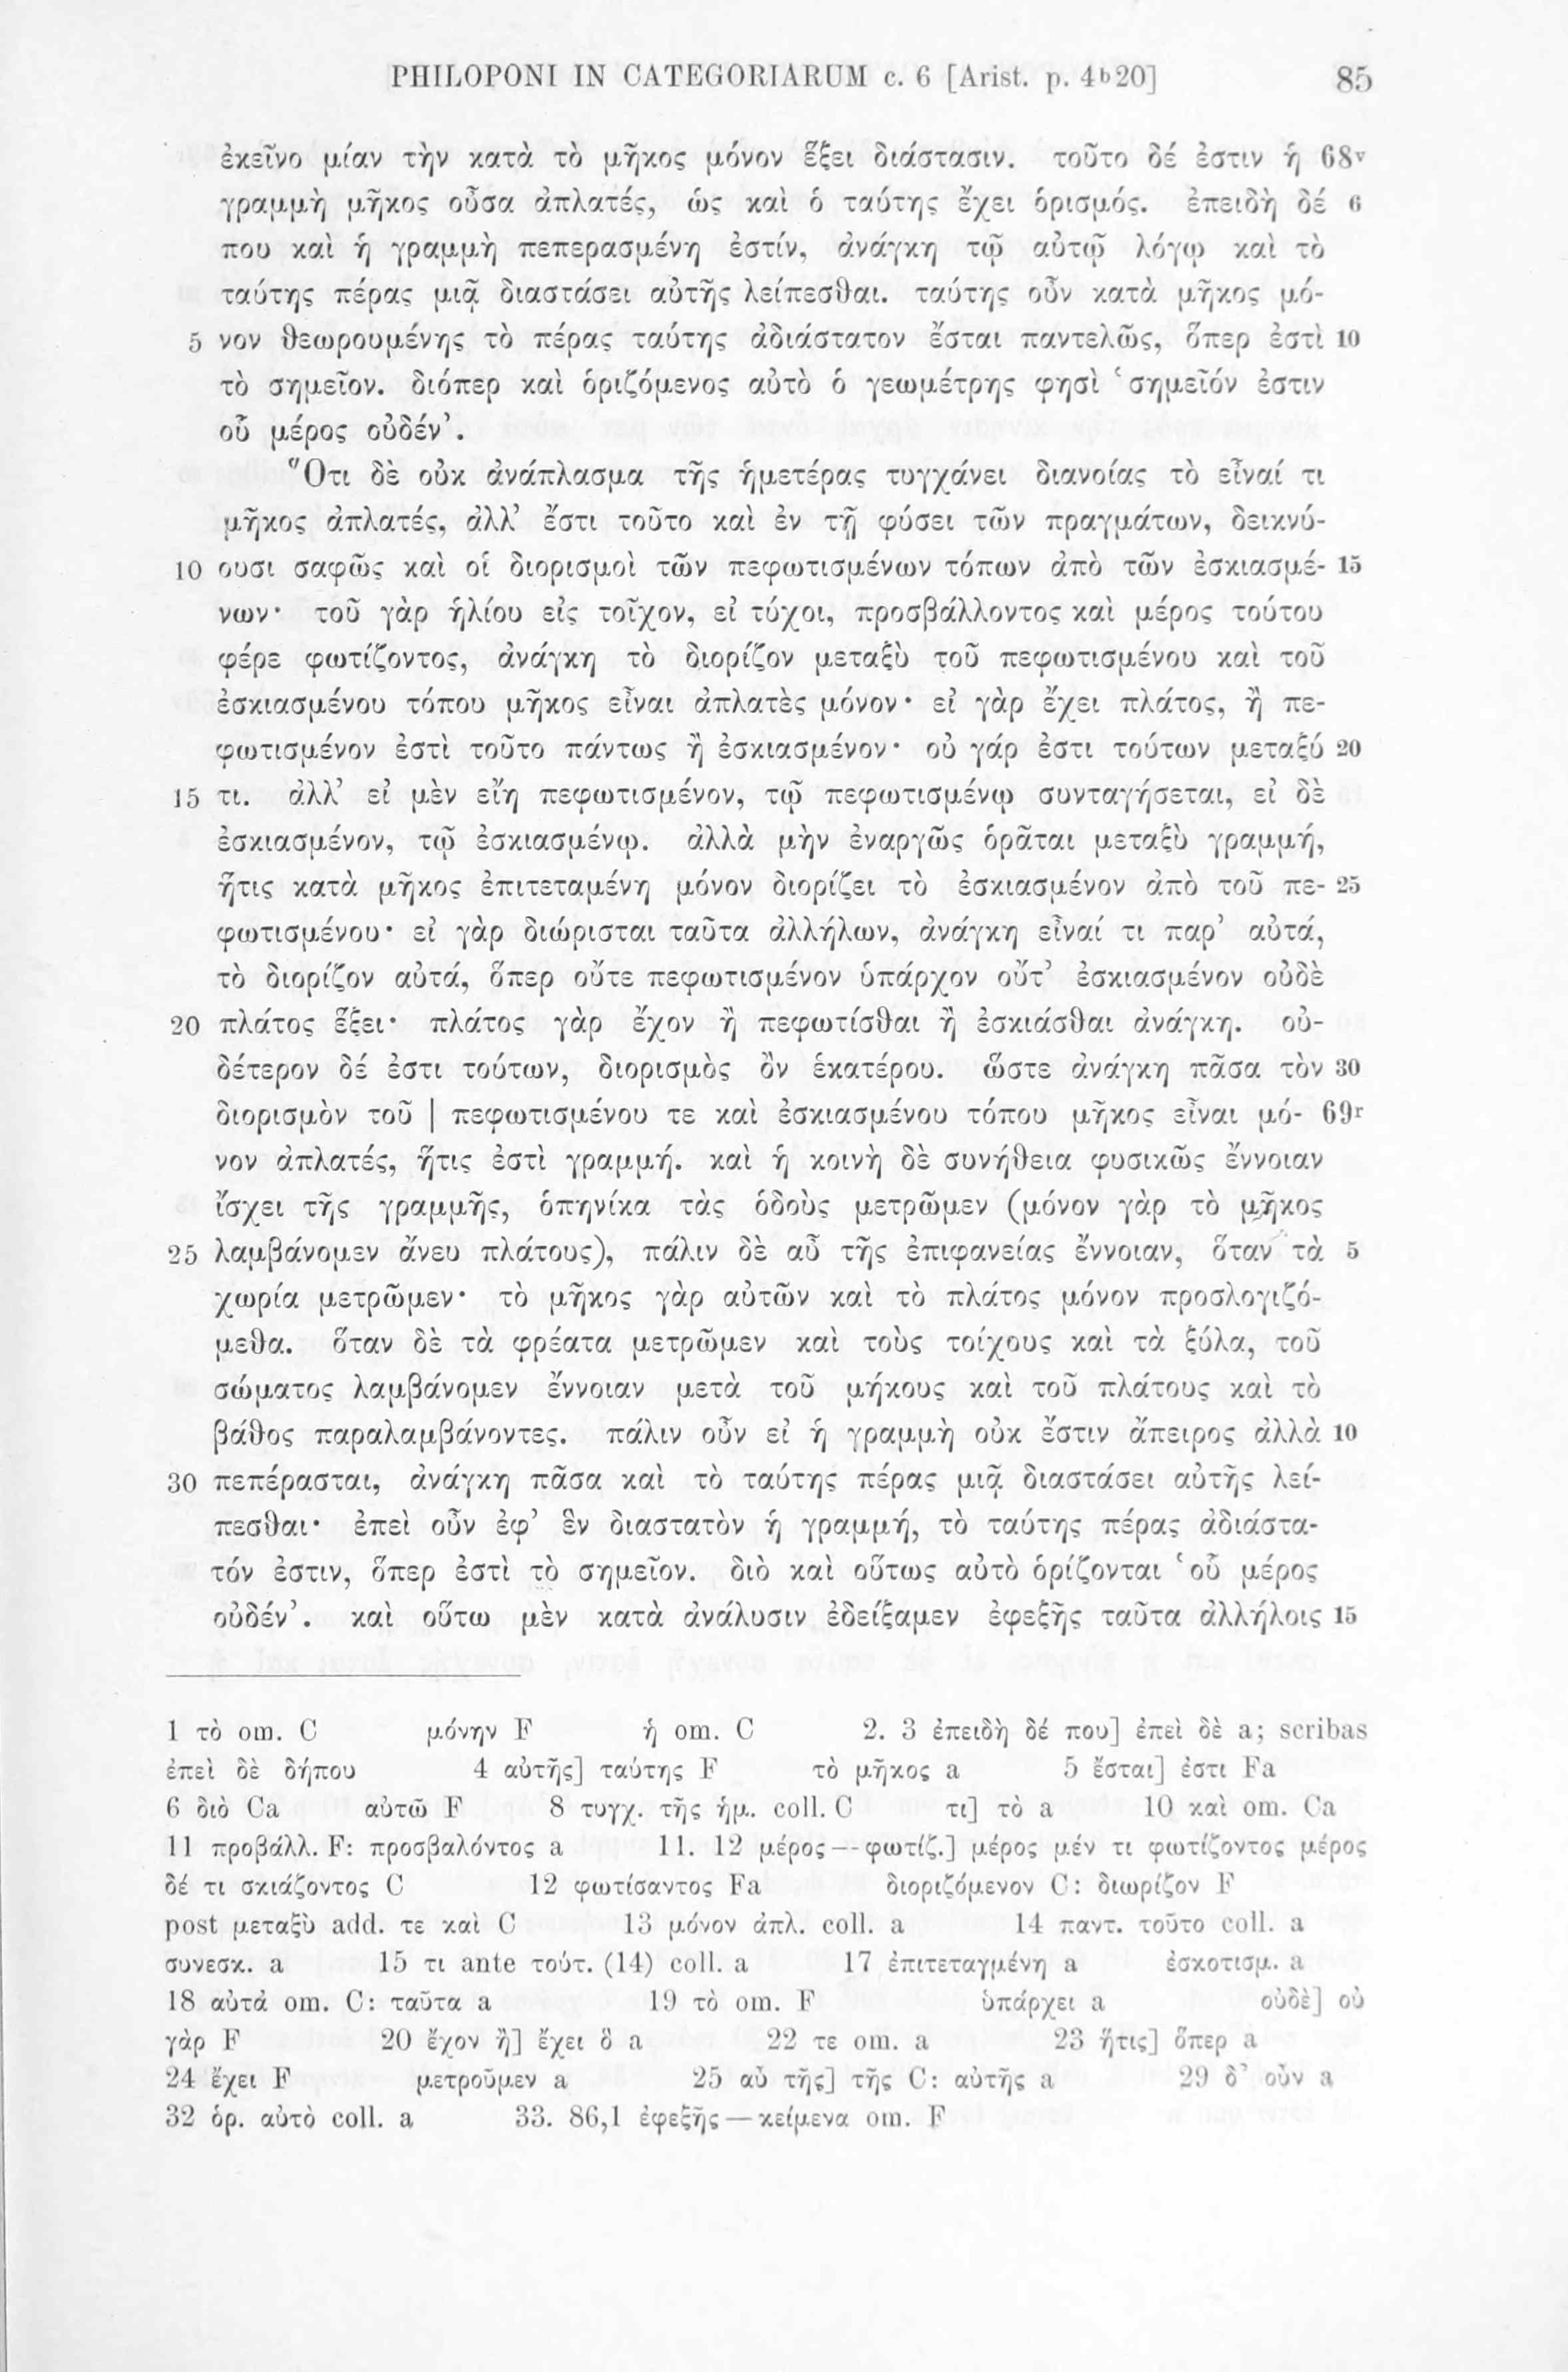 PHILOPONI IN CATEGORIARUM c. 6 [Arist. p. 4b20] 85
ἐκεῖνο μίαν τὴν κατὰ τὸ μῆκος μόνον ἕξει διάστασιν. τοῦτο δέ ἐστιν ἡ 68v
γραμμὴ μῆκος οὖσα ἀπλατές, ὡς καὶ ὁ ταύτης ἔχει ὁρισμός. ἐπειδὴ δέ 6
που καὶ ἡ γραμμὴ πεπερασμένη ἐστίν, ἀνάγκη τῷ αὐτῷ λόγῳ καὶ τὸ
ταύτης πέρας μιᾷ διαστάσει αὐτῆς λείπεσθαι. ταύτης οὖν κατὰ μῆκος μό-
5 νον θεωρουμένης τὸ πέρας ταύτης ἀδιάστατον ἔσται παντελῶς, ὅπερ ἐστὶ 10
τὸ σημεῖον. διόπερ καὶ ὁριζόμενος αὐτὸ ὁ γεωμέτρης φησὶ ‘σημεῖόν ἐστιν
οὗ μέρος οὐδέν’.
Ὅτι δὲ οὐκ ἀνάπλασμα τῆς ἡμετέρας τυγχάνει διανοίας τὸ εἶναί τι
μῆκος ἀπλατές, ἀλλ’ ἔστι τοῦτο καὶ ἐν τῇ φύσει τῶν πραγμάτων, δεικνύ-
10 ουσι σαφῶς καὶ οἱ διορισμοὶ τῶν πεφωτισμένων τόπων ἀπὸ τῶν ἐσκιασμέ- 15
νων· τοῦ γὰρ ἡλίου εἰς τοῖχον, εἰ τύχοι, προσβάλλοντος καὶ μέρος τούτου
φέρε φωτίζοντος, ἀνάγκη τὸ διορίζον μεταξὺ τοῦ πεφωτισμένου καὶ τοῦ
ἐσκιασμένου τόπου μῆκος εἶναι ἀπλατὲς μόνον· εἰ γὰρ ἔχει πλάτος, ἢ πε-
φωτισμένον ἐστὶ τοῦτο πάντως ἢ ἐσκιασμένον· οὐ γάρ ἐστι τούτων μεταξύ 20
15 τι. ἀλλ’ εἰ μὲν εἴη πεφωτισμένον, τῷ πεφωτισμένῳ συνταγήσεται, εἰ δὲ
ἐσκιασμένον, τῷ ἐσκιασμένῳ. ἀλλὰ μὴν ἐναργῶς ὁρᾶται μεταξὺ γραμμή,
ἥτις κατὰ μῆκος ἐπιτεταμένη μόνον διορίζει τὸ ἐσκιασμένον ἀπὸ τοῦ πε- 25
φωτισμένου· εἰ γὰρ διώρισται ταῦτα ἀλλήλων, ἀνάγκη εἶναί τι παρ’ αὐτά,
τὸ διορίζον αὐτά, ὅπερ οὔτε πεφωτισμένον ὑπάρχον οὔτ’ ἐσκιασμένον οὐδὲ
20 πλάτος ἕξει· πλάτος γὰρ ἔχον ἢ πεφωτίσθαι ἢ ἐσκιάσθαι ἀνάγκη. οὐ-
δέτερον δέ ἐστι τούτων, διορισμὸς ὂν ἑκατέρου. ὥστε ἀνάγκη πᾶσα τὸν 30
διορισμὸν τοῦ | πεφωτισμένου τε καὶ ἐσκιασμένου τόπου μῆκος εἶναι μό- 69r
νον ἀπλατές, ἥτις ἐστὶ γραμμή. καὶ ἡ κοινὴ δὲ συνήθεια φυσικῶς ἔννοιαν
ἴσχει τῆς γραμμῆς, ὁπηνίκα τὰς ὁδοὺς μετρῶμεν (μόνον γὰρ τὸ μῆκος
25 λαμβάνομεν ἄνευ πλάτους), πάλιν δὲ αὖ τῆς ἐπιφανείας ἔννοιαν, ὅταν τὰ 5
χωρία μετρῶμεν· τὸ μῆκος γὰρ αὐτῶν καὶ τὸ πλάτος μόνον προσλογιζό-
μεθα. ὅταν δὲ τὰ φρέατα μετρῶμεν καὶ τοὺς τοίχους καὶ τὰ ξύλα, τοῦ
σώματος λαμβάνομεν ἔννοιαν μετὰ τοῦ μήκους καὶ τοῦ πλάτους καὶ τὸ
βάθος παραλαμβάνοντες. πάλιν οὖν εἰ ἡ γραμμὴ οὐκ ἔστιν ἄπειρος ἀλλὰ 10
30 πεπέρασται, ἀνάγκη πᾶσα καὶ τὸ ταύτης πέρας μιᾷ διαστάσει αὐτῆς λεί-
πεσθαι· ἐπεὶ οὖν ἐφ’ ἓν διαστατὸν ἡ γραμμή, τὸ ταύτης πέρας ἀδιάστα-
τόν ἐστιν, ὅπερ ἐστὶ τὸ σημεῖον. διὸ καὶ οὕτως αὐτὸ ὁρίζονται ‘οὗ μέρος
οὐδέν’. καὶ οὕτω μὲν κατὰ ἀνάλυσιν ἐδείξαμεν ἐφεξῆς ταῦτα ἀλλήλοις 15
1 τὸ om. C μόνην F ἡ om. C 2. 3 ἐπειδὴ δέ που] ἐπεὶ δὲ a; scribas
ἐπεὶ δὲ δήπου 4 αὐτῆς] ταύτης F τὸ μῆκος a 5 ἔσται] ἐστι Fa
6 διὸ Ca αὐτῶ F 8 τυγχ. τῆς ἡμ. coll. C τι] τὸ a 10 καὶ om. Ca
11 προβάλλ. F: προσβαλόντος a 11. 12 μέρος—φωτίζ.] μέρος μέν τι φωτίζοντος μέρος
δέ τι σκιάζοντος C 12 φωτίσαντος Fa διοριζόμενον C: διωρίζον F
post μεταξὺ add. τε καὶ C 13 μόνον ἀπλ. coll. a 14 παντ. τοῦτο coll. a
συνεσκ. a 15 τι ante τούτ. (14) coll. a 17 ἐπιτεταγμένη a ἐσκοτισμ. a
18 αὐτά om. C: ταῦτα a 19 τὸ om. F ὑπάρχει a οὐδὲ] οὐ
γὰρ F 20 ἔχον ἢ] ἔχει ὃ a 22 τε om. a 23 ἥτις] ὅπερ a
24 ἔχει F μετροῦμεν a 25 αὖ τῆς] τῆς C: αὐτῆς a 29 δ’ οὖν a
32 ὁρ. αὐτὸ coll. a 33. 86,1 ἐφεξῆς—κείμενα om. F